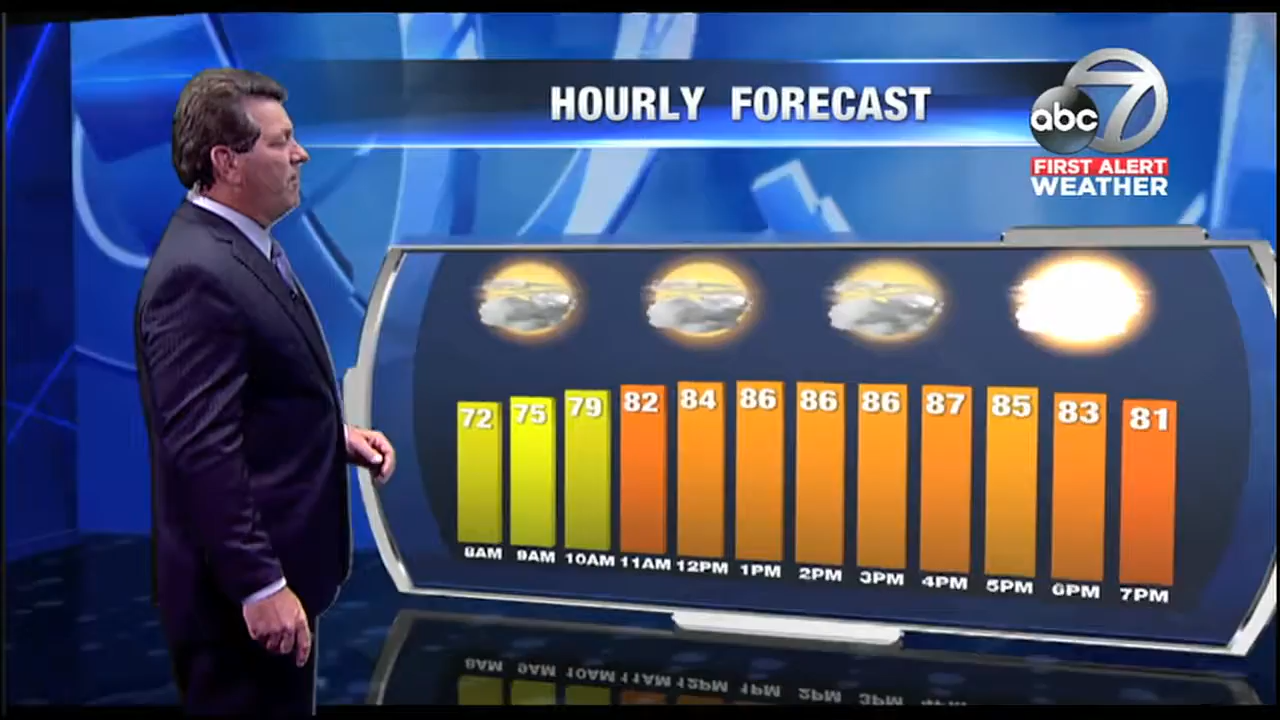 HOURLY FORECAST
abc 7
FIRST ALERT
WEATHER
72 75 79 82 84 86 86 86 87 85 83 81
8AM 9AM 10AM 11AM 12PM 1PM 2PM 3PM 4PM 5PM 6PM 7PM